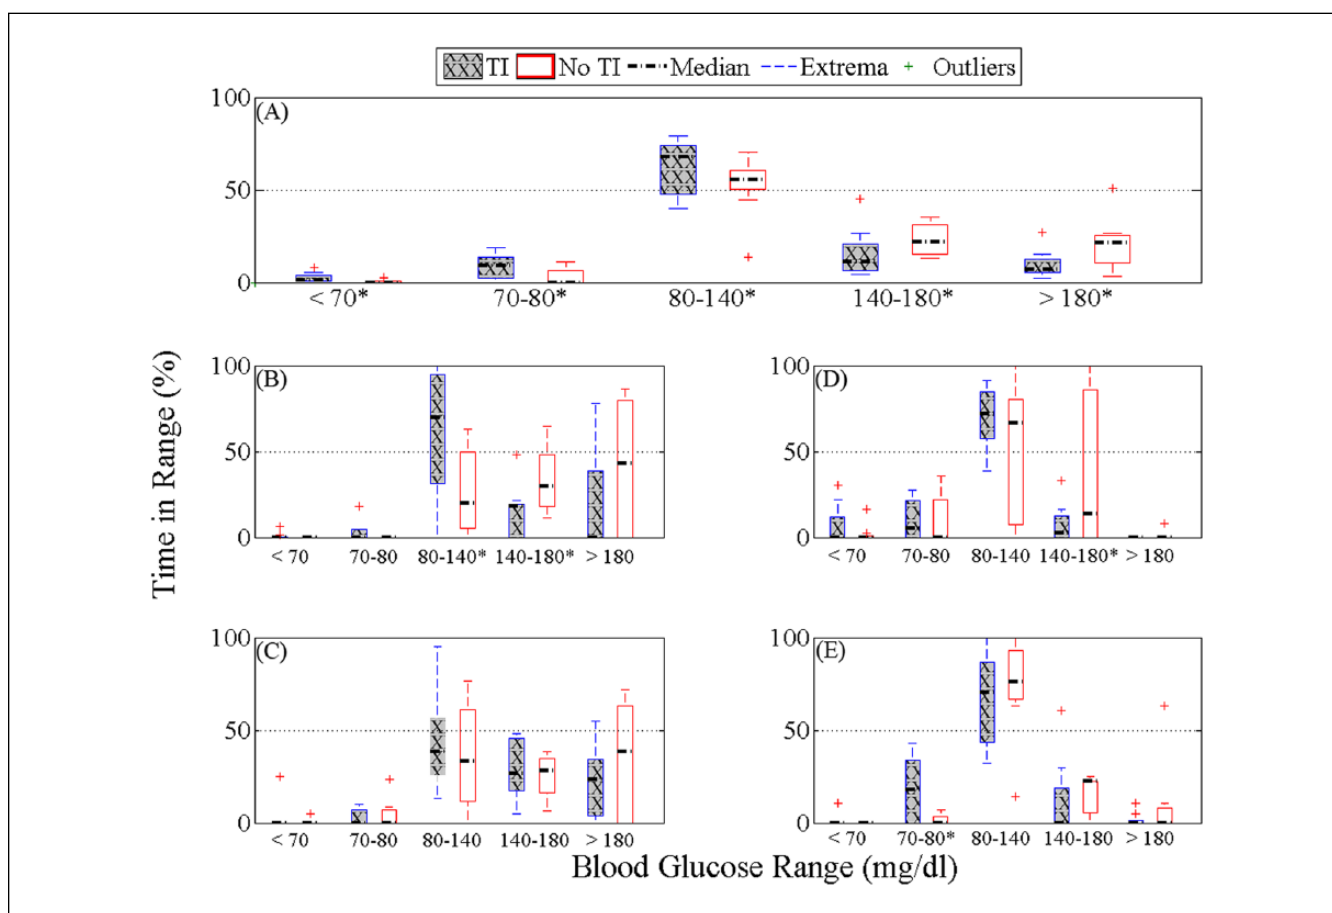 TI No TI Median Extrema Outliers
(A)
100
50
0
< 70* 70-80* 80-140* 140-180* > 180*
Time in Range (%)
(B)
100
50
0
< 70 70-80 80-140* 140-180* > 180
(D)
100
50
0
< 70 70-80 80-140 140-180* > 180
(C)
100
50
0
< 70 70-80 80-140 140-180 > 180
(E)
100
50
0
< 70 70-80* 80-140 140-180 > 180
Blood Glucose Range (mg/dl)